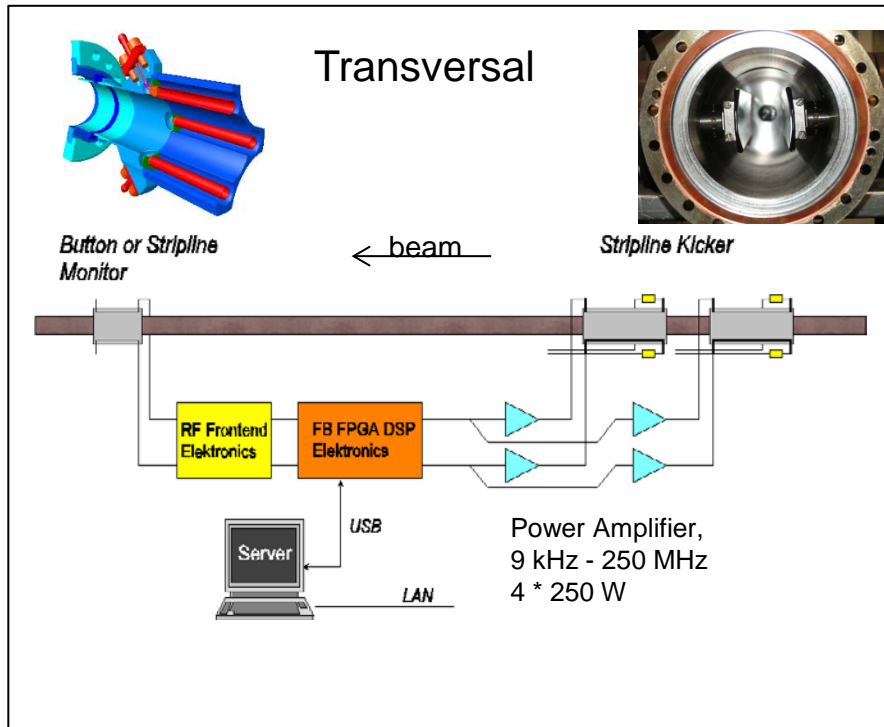 Transversal
Button or Stripline
Monitor
beam
Stripline Kicker
RF Frontend
Elektronics
FB FPGA DSP
Elektronics
USB
Server
LAN
Power Amplifier,
9 kHz - 250 MHz
4 * 250 W